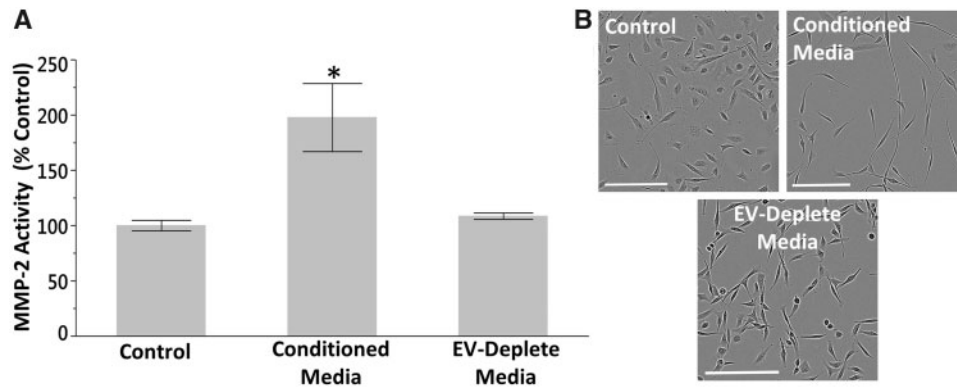 A
MMP-2 Activity (% Control)
250
200
150
100
50
0
*
Control
Conditioned
Media
EV-Deplete
Media
B
Control
Conditioned
Media
EV-Deplete
Media